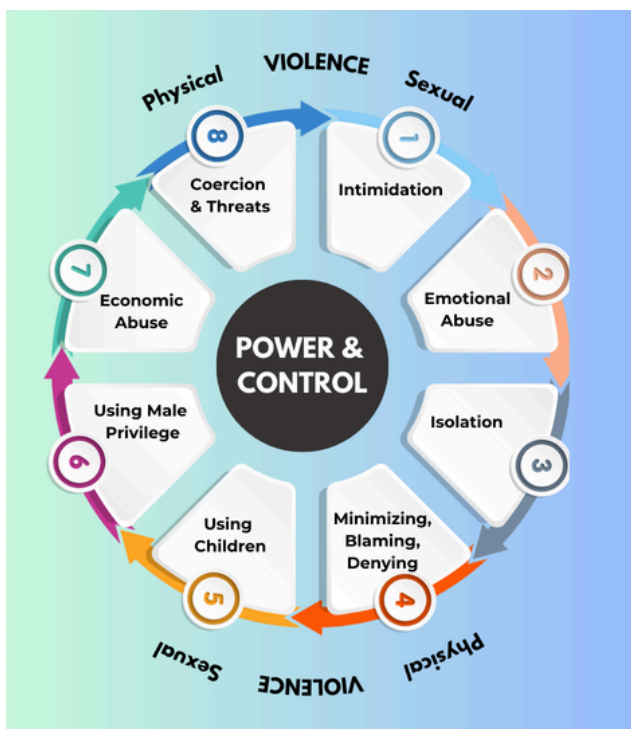 Physical VIOLENCE Sexual
8
Coercion
& Threats
1
Intimidation
2
Emotional
Abuse
3
Isolation
4
Minimizing,
Blaming,
Denying
5
Using
Children
6
Using Male
Privilege
7
Economic
Abuse
POWER &
CONTROL
Physical VIOLENCE Sexual